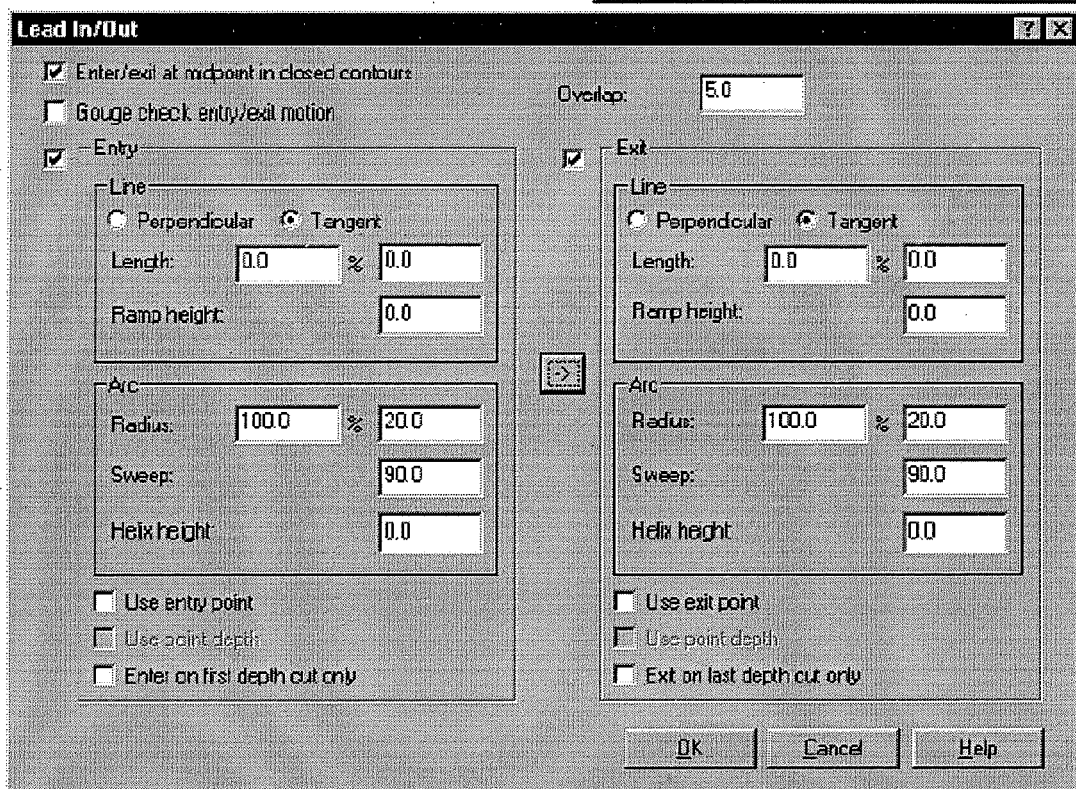 Lead In/Out
Enter/exit at midpoint in closed contours
Gouge check entry/exit motion
Overlap: 5.0
Entry
Line
Perpendicular Tangent
Length: 0.0 % 0.0
Ramp height: 0.0
Arc
Radius: 100.0 % 20.0
Sweep: 90.0
Helix height 0.0
Use entry point
Use point depth
Enter on first depth cut only
->
Exit
Line
Perpendicular Tangent
Length: 0.0 % 0.0
Ramp height: 0.0
Arc
Radius: 100.0 % 20.0
Sweep: 90.0
Helix height 0.0
Use exit point
Use point depth
Exit on last depth cut only
OK Cancel Help